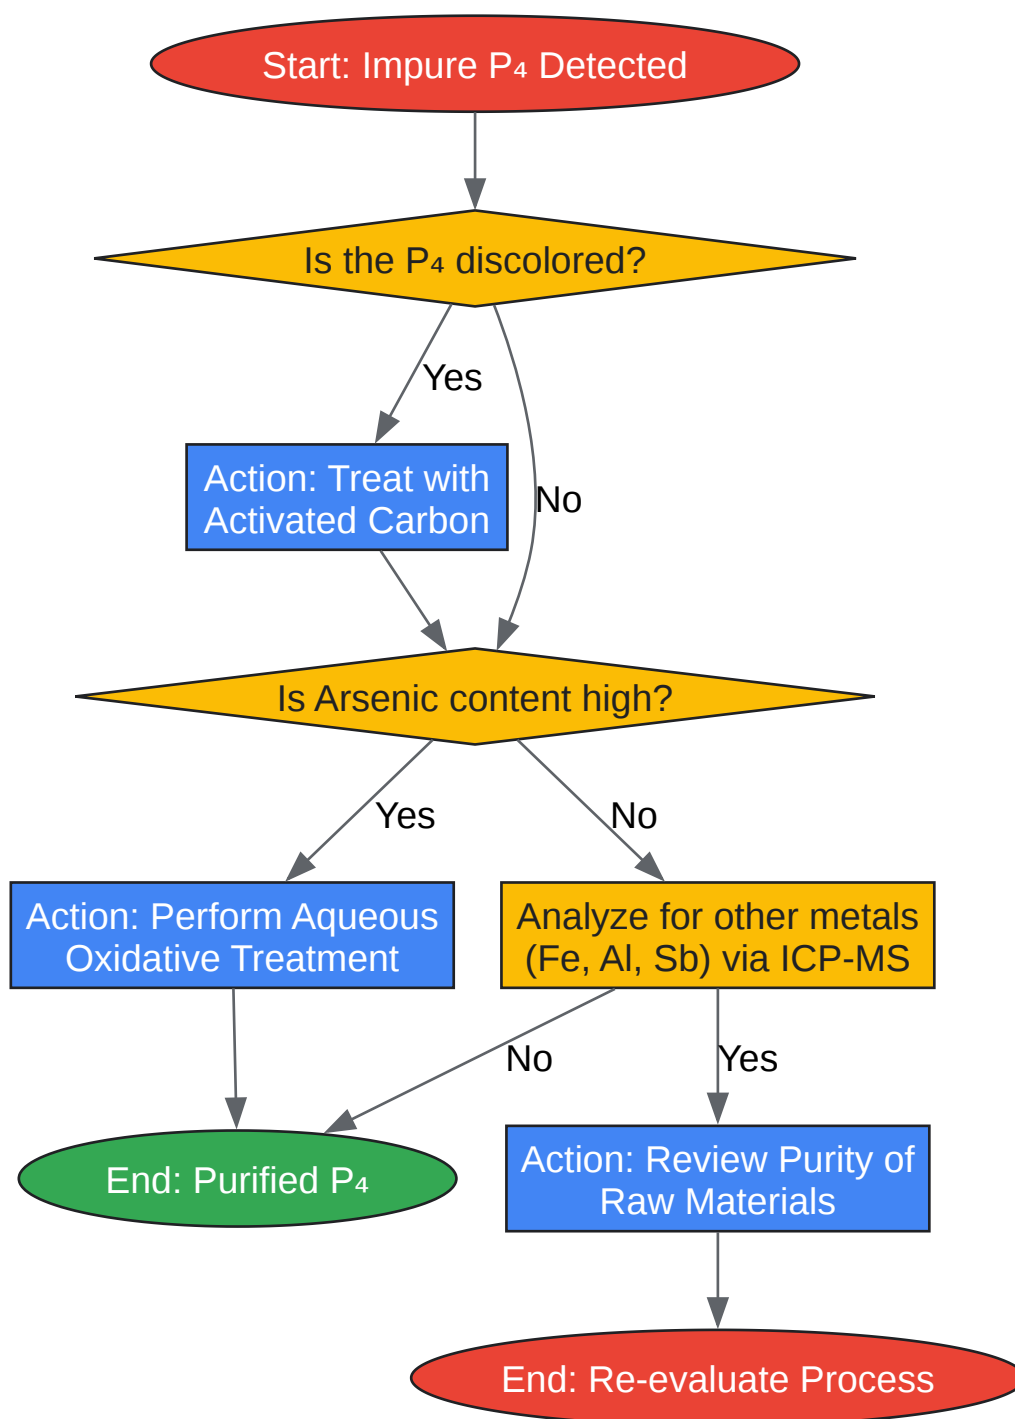 Start: Impure P₄ Detected
Is the P₄ discolored?
Yes
Action: Treat with
Activated Carbon
No
Is Arsenic content high?
Yes
No
Action: Perform Aqueous
Oxidative Treatment
Analyze for other metals
(Fe, Al, Sb) via ICP-MS
No
Yes
End: Purified P₄
Action: Review Purity of
Raw Materials
End: Re-evaluate Process